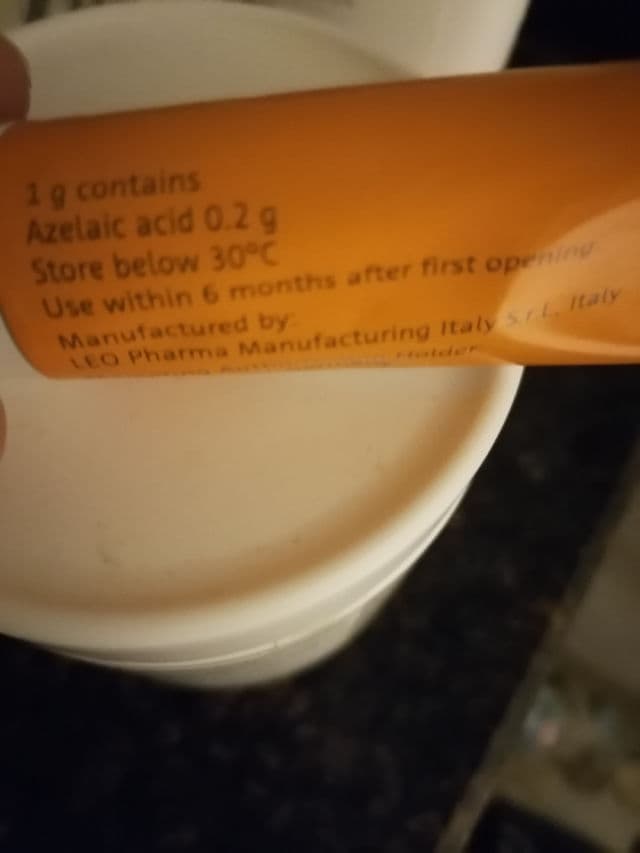 1 g contains
Azelaic acid 0.2 g
Store below 30°C
Use within 6 months after first opening
Manufactured by:
LEO Pharma Manufacturing Italy S.r.l. Italy
Holder